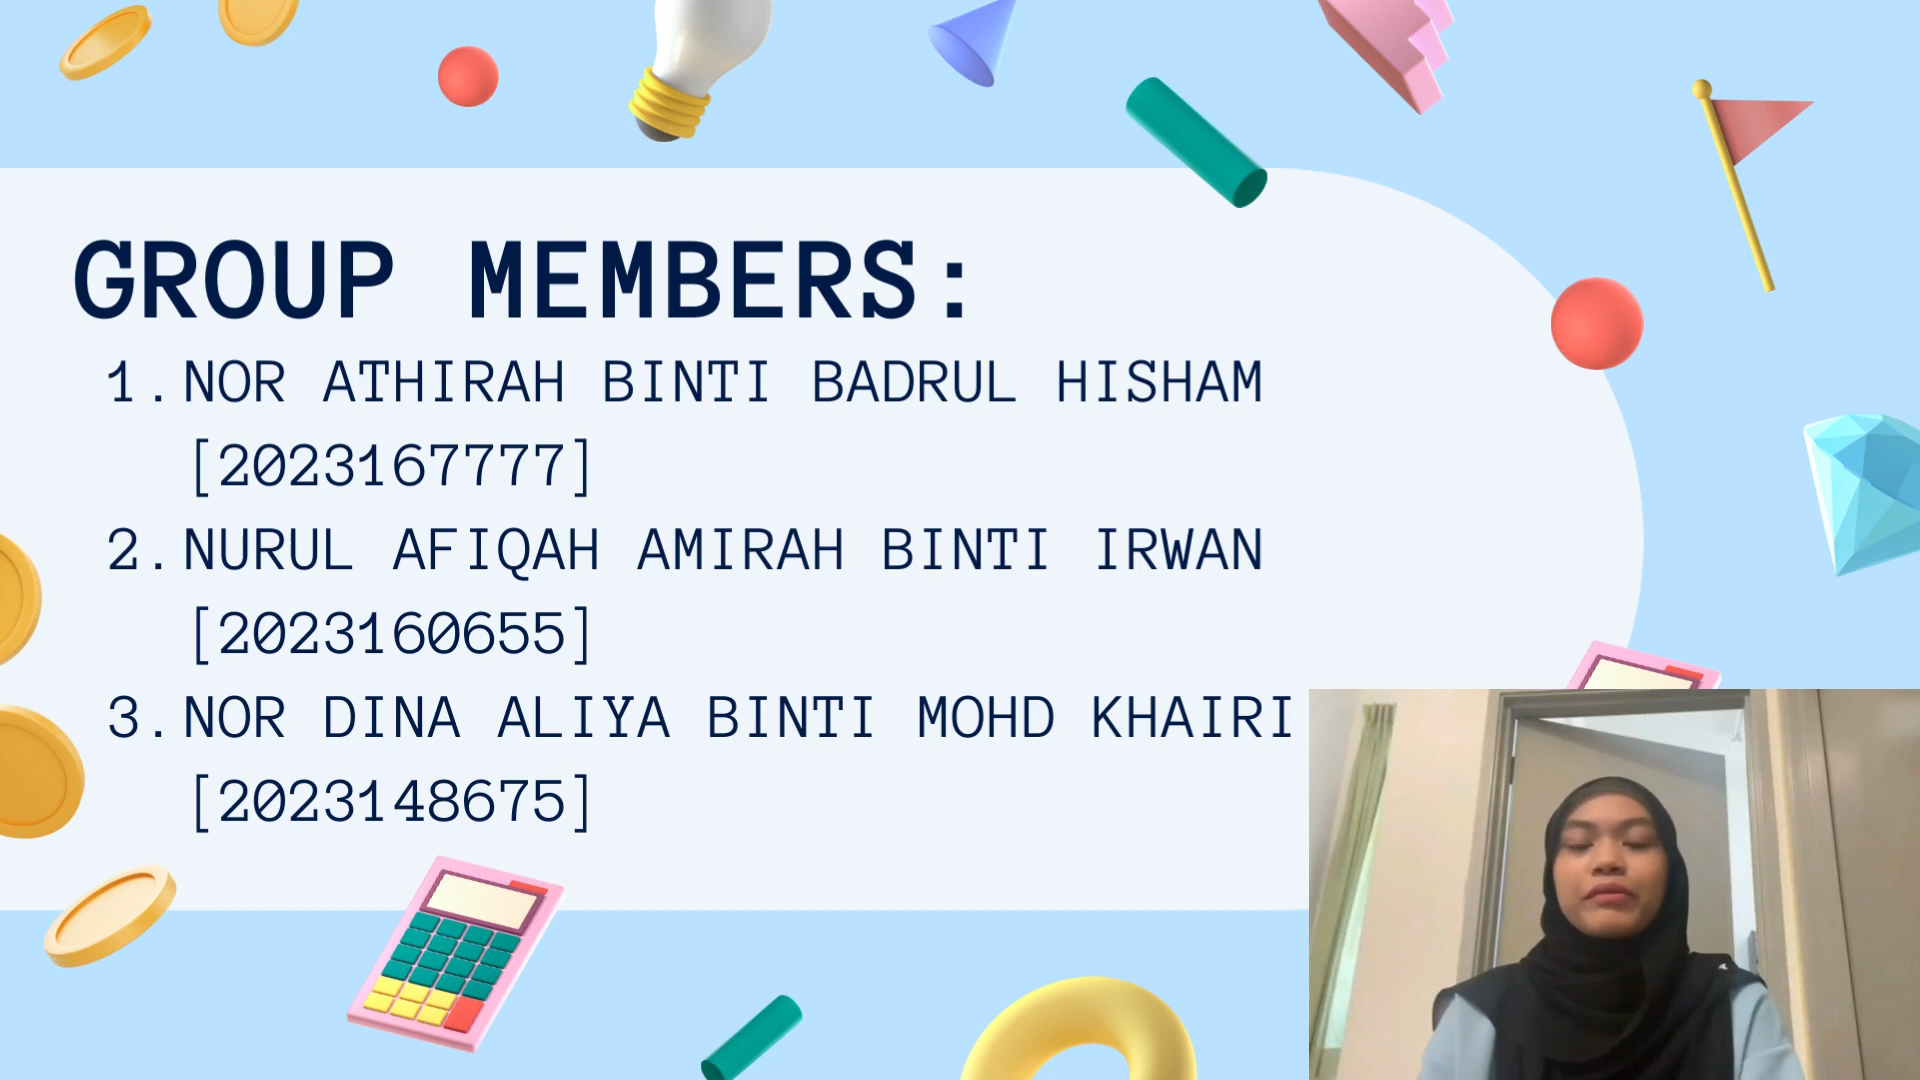 GROUP MEMBERS:
1. NOR ATHIRAH BINTI BADRUL HISHAM
[2023167777]
2. NURUL AFIQAH AMIRAH BINTI IRWAN
[2023160655]
3. NOR DINA ALIYA BINTI MOHD KHAIRI
[2023148675]